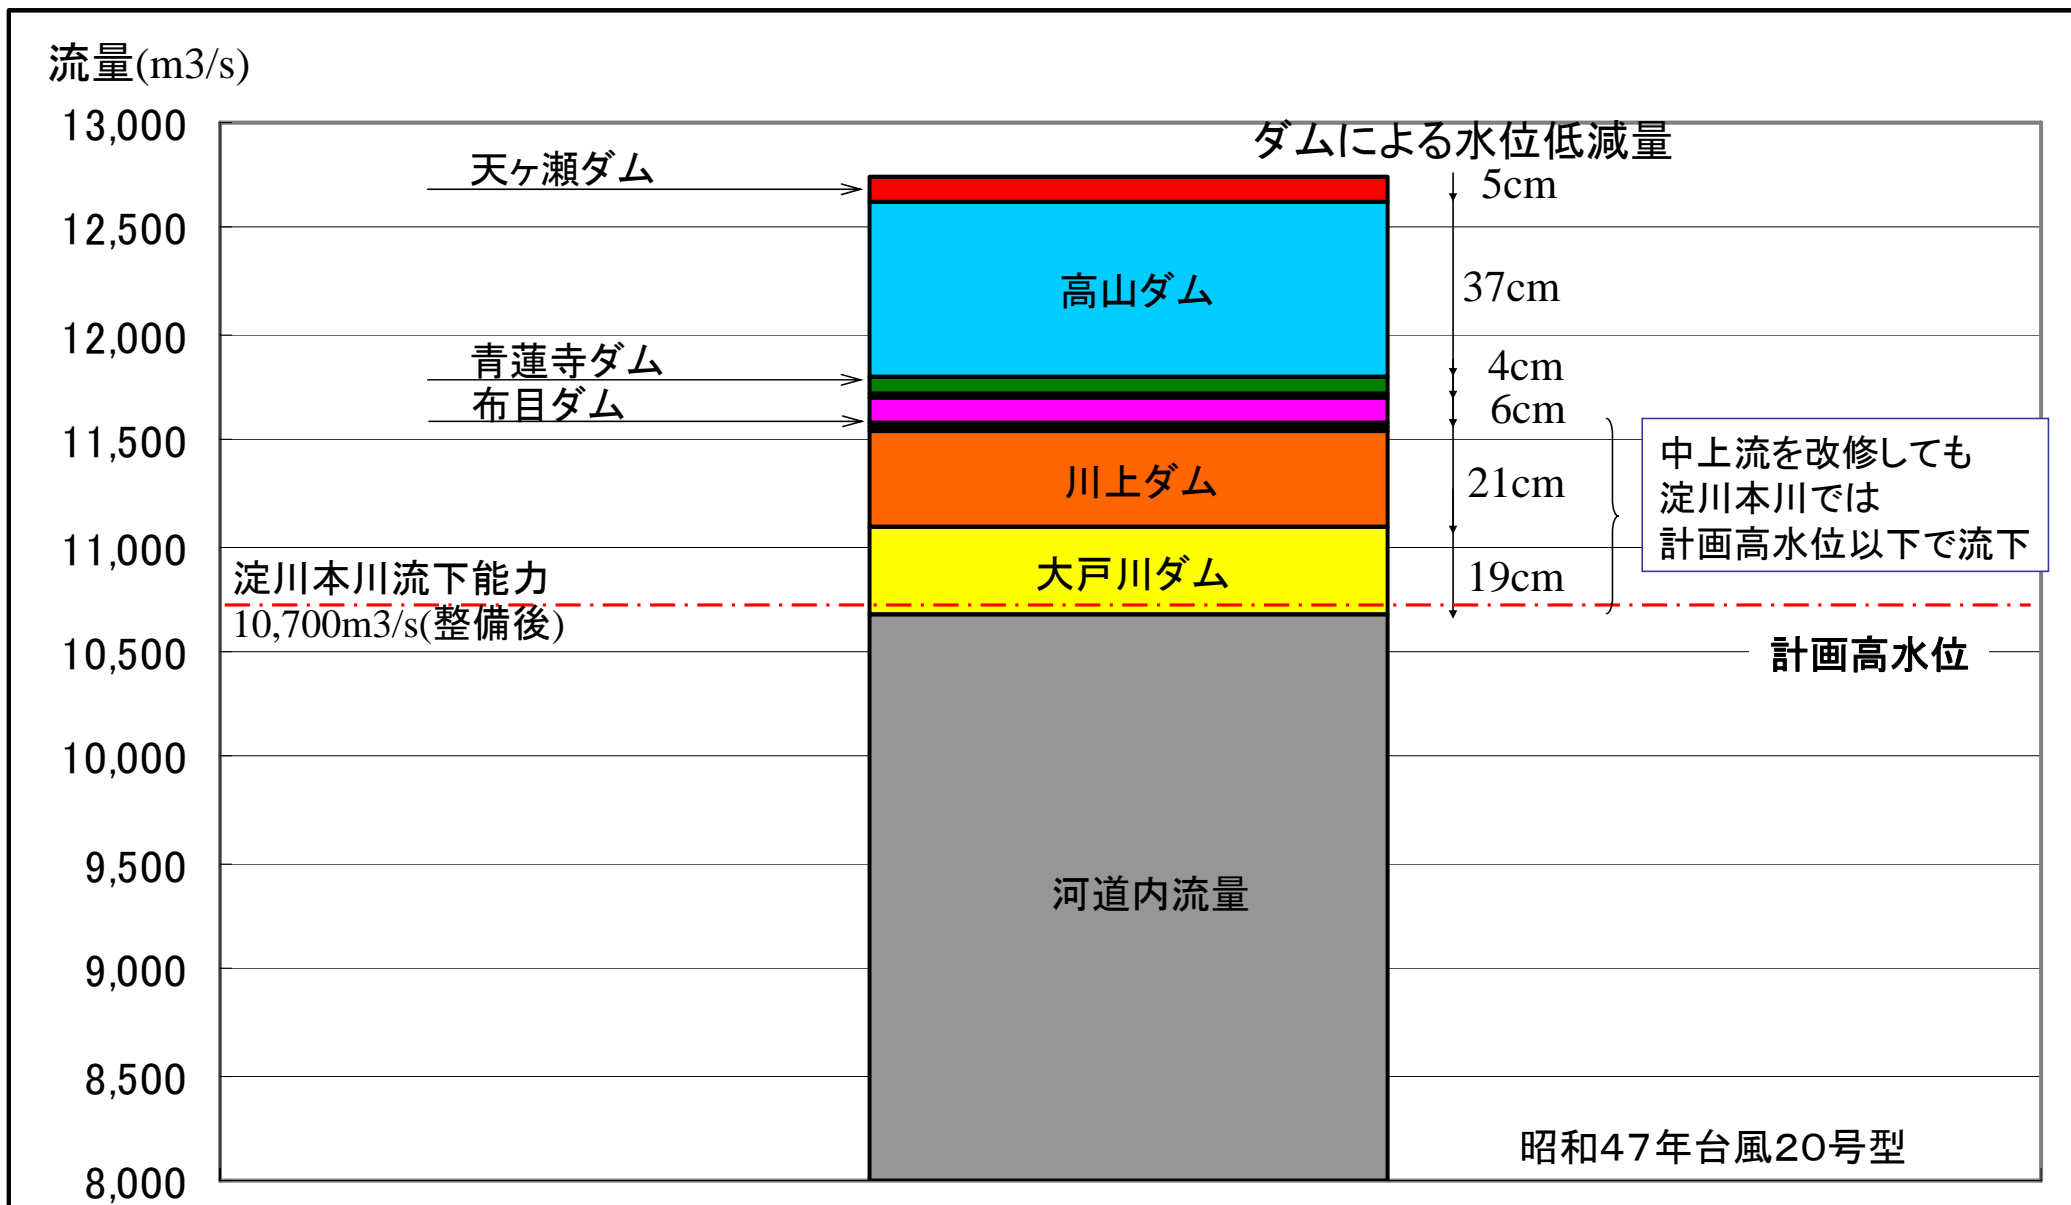 流量(m3/s)
13,000
ダムによる水位低減量
天ヶ瀬ダム
5cm
12,500
高山ダム
37cm
12,000
青蓮寺ダム
4cm
布目ダム
6cm
11,500
川上ダム
21cm
中上流を改修しても
淀川本川では
計画高水位以下で流下
11,000
淀川本川流下能力
大戸川ダム
19cm
10,700m3/s(整備後)
10,500
計画高水位
10,000
9,500
河道内流量
9,000
8,500
昭和47年台風20号型
8,000